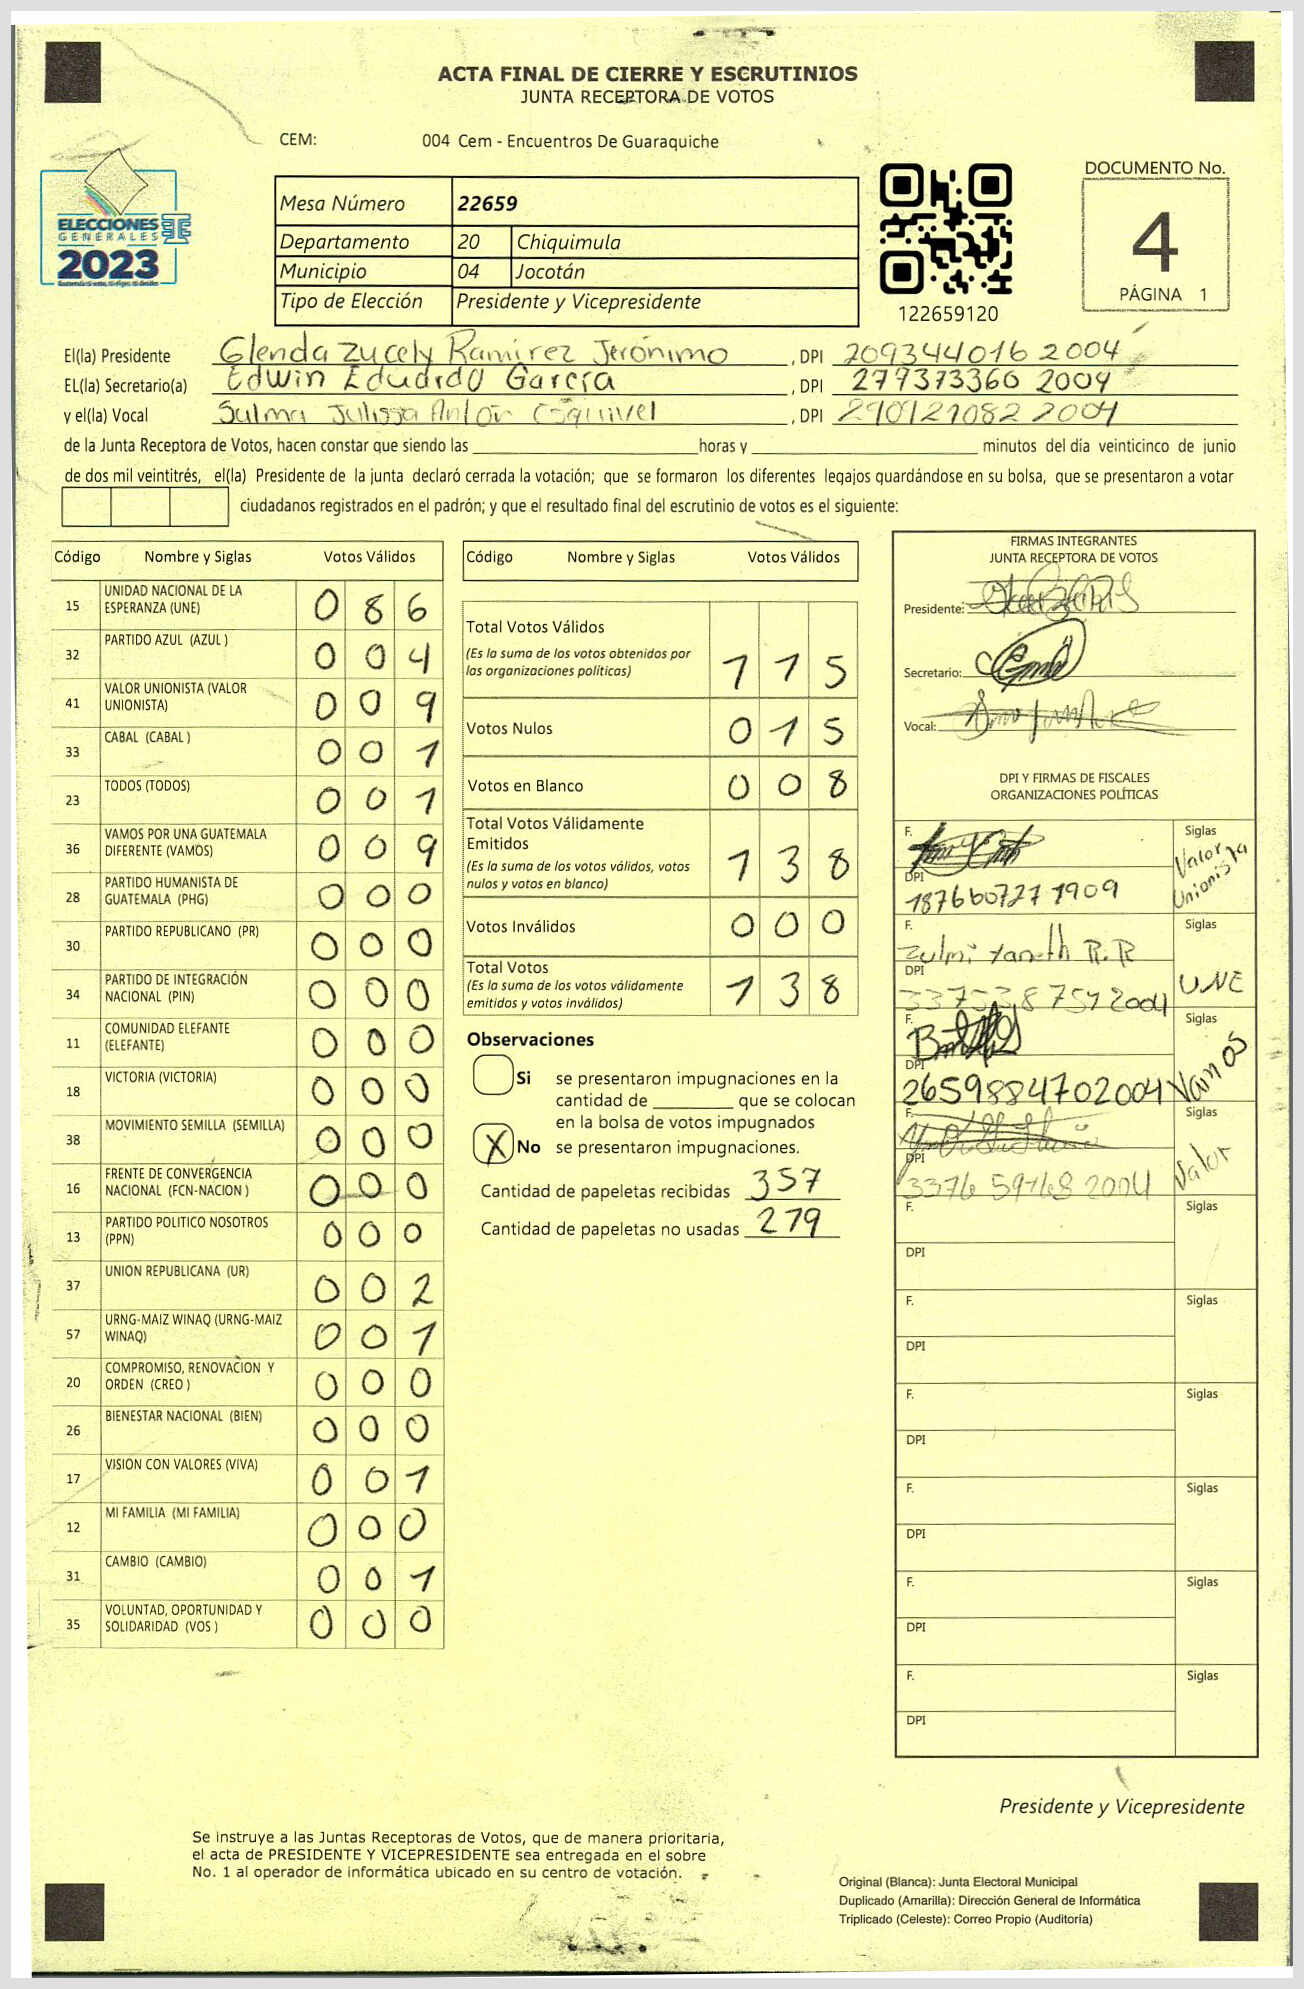 ACTA FINAL DE CIERRE Y ESCRUTINIOS
JUNTA RECEPTORA DE VOTOS
CEM: 004 Cem - Encuentros De Guaraquiche
ELECCIONES
GENERALES
2023
Mesa Número 22659
Departamento 20 Chiquimula
Municipio 04 Jocotán
Tipo de Elección Presidente y Vicepresidente
122659120
DOCUMENTO No.
4
PÁGINA 1
El(la) Presidente Glenda Zucely Ramírez Jerónimo, DPI 209344016 2004
EL(la) Secretario(a) Edwin Eduardo García, DPI 277373360 2004
y el(la) Vocal Julissa Esquivel, DPI 2004
de la Junta Receptora de Votos, hacen constar que siendo las ____ horas y ____ minutos del día veinticinco de junio
de dos mil veintitrés, el(la) Presidente de la junta declaró cerrada la votación; que se formaron los diferentes legajos guardándose en su bolsa, que se presentaron a votar
ciudadanos registrados en el padrón; y que el resultado final del escrutinio de votos es el siguiente:
Código Nombre y Siglas Votos Válidos
15 UNIDAD NACIONAL DE LA ESPERANZA (UNE) 0 8 6
32 PARTIDO AZUL (AZUL ) 0 0 4
41 VALOR UNIONISTA (VALOR UNIONISTA) 0 0 9
33 CABAL (CABAL ) 0 0 1
23 TODOS (TODOS) 0 0 1
36 VAMOS POR UNA GUATEMALA DIFERENTE (VAMOS) 0 0 9
28 PARTIDO HUMANISTA DE GUATEMALA (PHG) 0 0 0
30 PARTIDO REPUBLICANO (PR) 0 0 0
34 PARTIDO DE INTEGRACIÓN NACIONAL (PIN) 0 0 0
11 COMUNIDAD ELEFANTE (ELEFANTE) 0 0 0
18 VICTORIA (VICTORIA) 0 0 0
38 MOVIMIENTO SEMILLA (SEMILLA) 0 0 0
16 FRENTE DE CONVERGENCIA NACIONAL (FCN-NACION ) 0 0 0
13 PARTIDO POLITICO NOSOTROS (PPN) 0 0 0
37 UNION REPUBLICANA (UR) 0 0 2
57 URNG-MAIZ WINAQ (URNG-MAIZ WINAQ) 0 0 1
20 COMPROMISO, RENOVACION Y ORDEN (CREO ) 0 0 0
26 BIENESTAR NACIONAL (BIEN) 0 0 0
17 VISION CON VALORES (VIVA) 0 0 1
12 MI FAMILIA (MI FAMILIA) 0 0 0
31 CAMBIO (CAMBIO) 0 0 1
35 VOLUNTAD, OPORTUNIDAD Y SOLIDARIDAD (VOS ) 0 0 0
Código Nombre y Siglas Votos Válidos
Total Votos Válidos 1 1 5
(Es la suma de los votos obtenidos por
las organizaciones políticas)
Votos Nulos 0 1 5
Votos en Blanco 0 0 8
Total Votos Válidamente
Emitidos 1 3 8
(Es la suma de los votos válidos, votos
nulos y votos en blanco)
Votos Inválidos 0 0 0
Total Votos 1 3 8
(Es la suma de los votos válidamente
emitidos y votos inválidos)
Observaciones
Si se presentaron impugnaciones en la
cantidad de ____ que se colocan
en la bolsa de votos impugnados
X No se presentaron impugnaciones.
Cantidad de papeletas recibidas 357
Cantidad de papeletas no usadas 279
FIRMAS INTEGRANTES
JUNTA RECEPTORA DE VOTOS
Presidente:
Secretario:
Vocal:
DPI Y FIRMAS DE FISCALES
ORGANIZACIONES POLÍTICAS
F. Siglas Valor Unionista
DPI 1909
F. Zulmi Yaneth R.R Siglas UNE
DPI 2004
F. Siglas Vamos
DPI 2659884702004
F. Siglas Valor
DPI 2004
F. Siglas
DPI
F. Siglas
DPI
F. Siglas
DPI
F. Siglas
DPI
F. Siglas
DPI
F. Siglas
DPI
Presidente y Vicepresidente
Se instruye a las Juntas Receptoras de Votos, que de manera prioritaria,
el acta de PRESIDENTE Y VICEPRESIDENTE sea entregada en el sobre
No. 1 al operador de informática ubicado en su centro de votación.
Original (Blanca): Junta Electoral Municipal
Duplicado (Amarilla): Dirección General de Informática
Triplicado (Celeste): Correo Propio (Auditoría)